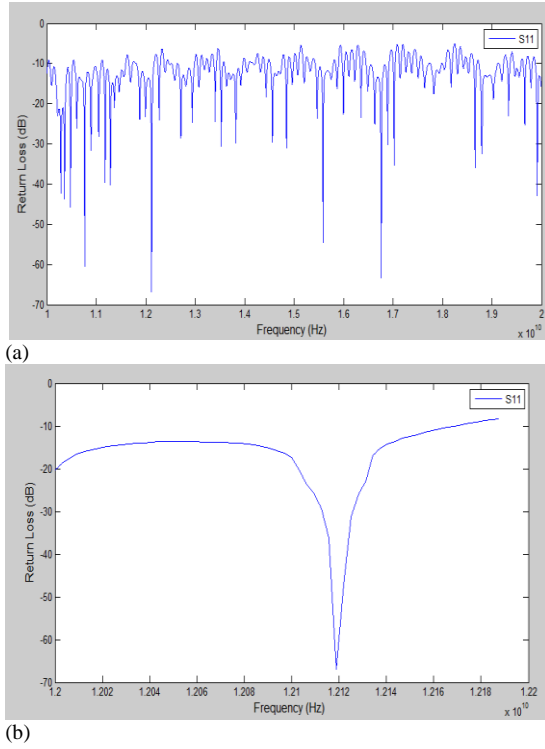 0
-10
-20
-30
-40
-50
-60
-70
Return Loss (dB)
S11
1 1.1 1.2 1.3 1.4 1.5 1.6 1.7 1.8 1.9 2
Frequency (Hz)
x 10^10
(a)
0
-10
-20
-30
-40
-50
-60
-70
Return Loss (dB)
S11
1.2 1.202 1.204 1.206 1.208 1.21 1.212 1.214 1.216 1.218 1.22
Frequency (Hz)
x 10^10
(b)